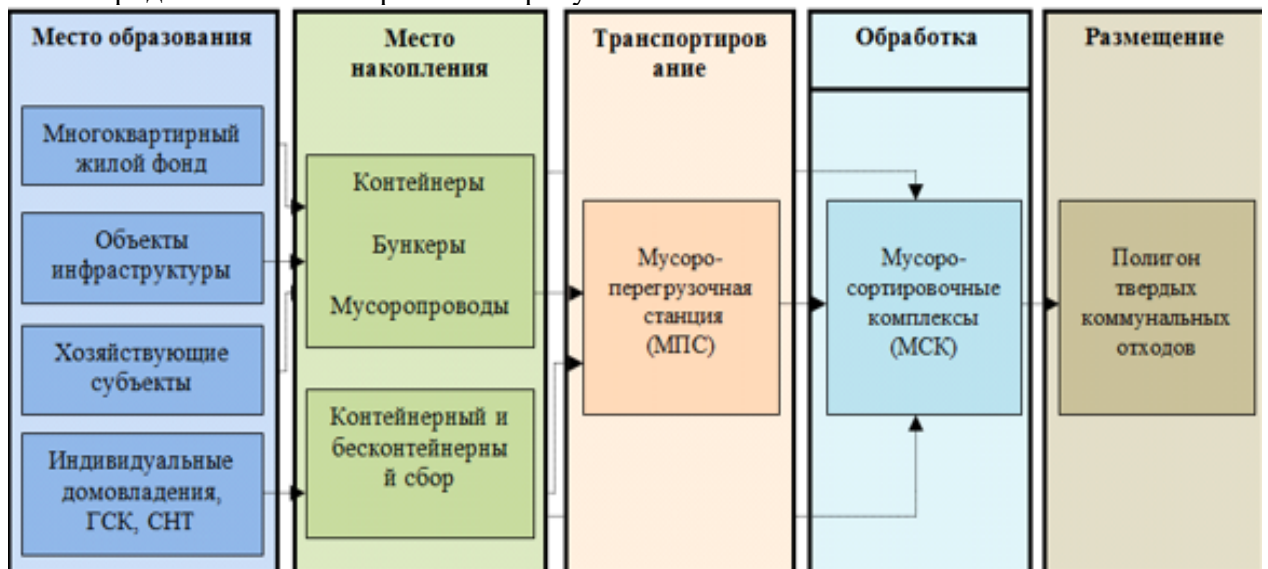 Место образования
Многоквартирный
жилой фонд
Объекты
инфраструктуры
Хозяйствующие
субъекты
Индивидуальные
домовладения,
ГСК, СНТ
Место
накопления
Контейнеры
Бункеры
Мусоропроводы
Контейнерный и
бесконтейнерны
й сбор
Транспортиров
ание
Мусоро-
перегрузочная
станция
(МПС)
Обработка
Мусоро-
сортировочные
комплексы
(МСК)
Размещение
Полигон
твердых
коммунальных
отходов